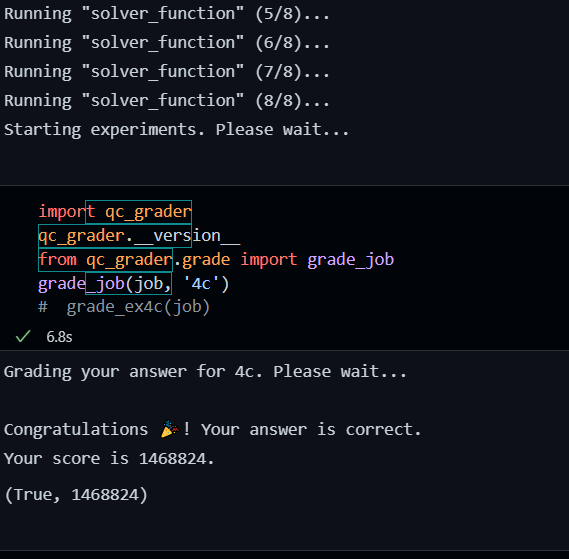 Running "solver_function" (5/8)...
Running "solver_function" (6/8)...
Running "solver_function" (7/8)...
Running "solver_function" (8/8)...
Starting experiments. Please wait...
import qc_grader
qc_grader.__version__
from qc_grader.grade import grade_job
grade_job(job, '4c')
#  grade_ex4c(job)
✓ 6.8s
Grading your answer for 4c. Please wait...
Congratulations 🎉! Your answer is correct.
Your score is 1468824.
(True, 1468824)